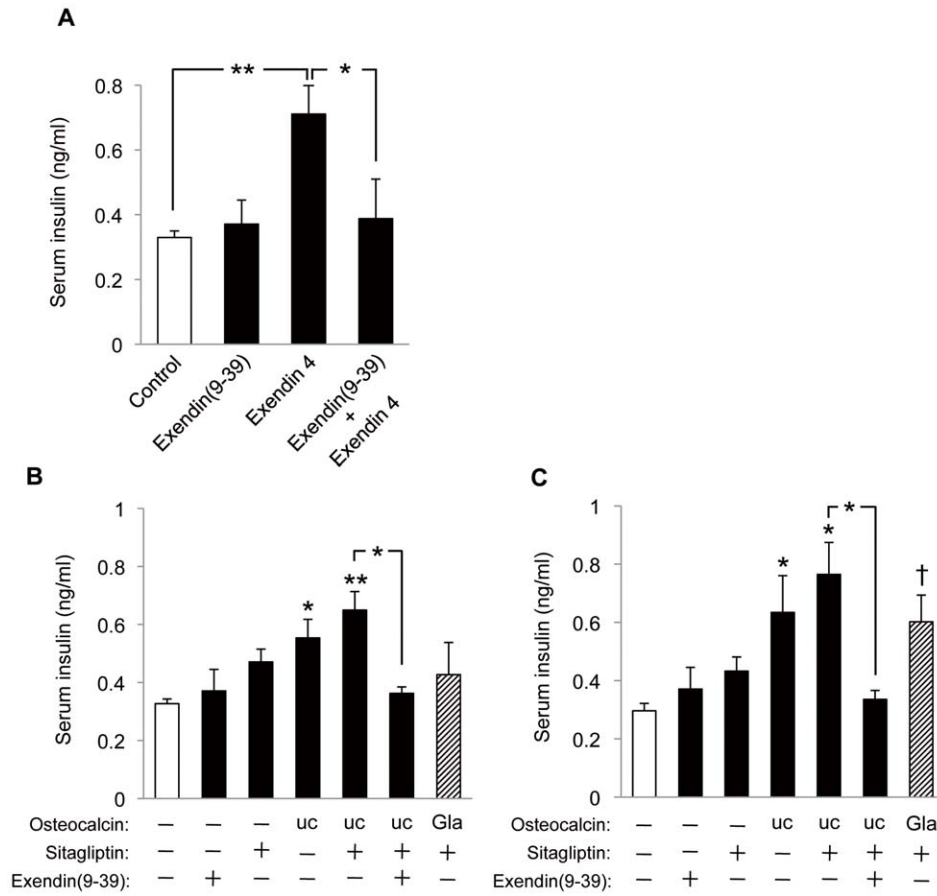 A
** *
0.8
0.6
0.4
0.2
0
Serum insulin (ng/ml)
Control
Exendin(9-39)
Exendin 4
Exendin(9-39)
+
Exendin 4
B
1
0.8
0.6
0.4
0.2
0
Serum insulin (ng/ml)
*
**
*
Osteocalcin: – – – uc uc uc Gla
Sitagliptin: – – + – + + +
Exendin(9-39): – + – – – + –
C
1
0.8
0.6
0.4
0.2
0
Serum insulin (ng/ml)
*
*
*
†
Osteocalcin: – – – uc uc uc Gla
Sitagliptin: – – + – + + +
Exendin(9-39): – + – – – + –